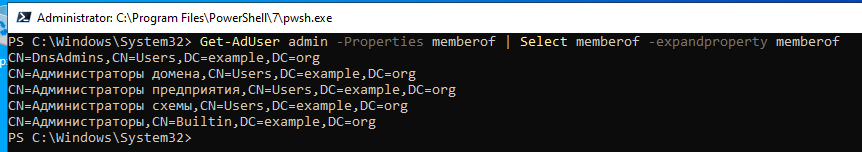 Administrator: C:\Program Files\PowerShell\7\pwsh.exe
PS C:\Windows\System32> Get-AdUser admin -Properties memberof | Select memberof -expandproperty memberof
CN=DnsAdmins,CN=Users,DC=example,DC=org
CN=Администраторы домена,CN=Users,DC=example,DC=org
CN=Администраторы предприятия,CN=Users,DC=example,DC=org
CN=Администраторы схемы,CN=Users,DC=example,DC=org
CN=Администраторы,CN=Builtin,DC=example,DC=org
PS C:\Windows\System32>